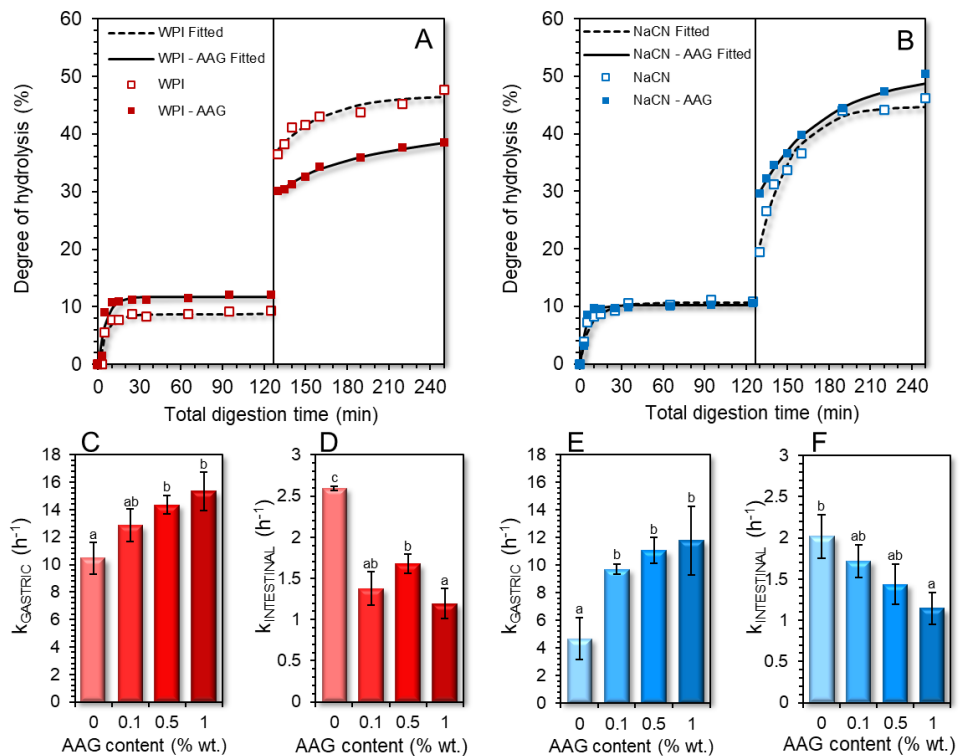 A
WPI Fitted
WPI - AAG Fitted
WPI
WPI - AAG
Degree of hydrolysis (%)
60
50
40
30
20
10
0
0 30 60 90 120 150 180 210 240
Total digestion time (min)
B
NaCN Fitted
NaCN - AAG Fitted
NaCN
NaCN - AAG
Degree of hydrolysis (%)
60
50
40
30
20
10
0
0 30 60 90 120 150 180 210 240
Total digestion time (min)
C
kGASTRIC (h-1)
18
16
14
12
10
8
6
4
2
0
a ab b b
0 0.1 0.5 1
AAG content (% wt.)
D
kINTESTINAL (h-1)
3
2.5
2
1.5
1
0.5
0
c a b a
0 0.1 0.5 1
AAG content (% wt.)
E
kGASTRIC (h-1)
18
16
14
12
10
8
6
4
2
0
a b b b
0 0.1 0.5 1
AAG content (% wt.)
F
kINTESTINAL (h-1)
3
2.5
2
1.5
1
0.5
0
b ab ab a
0 0.1 0.5 1
AAG content (% wt.)